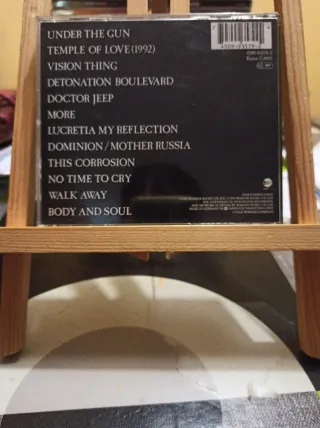 UNDER THE GUN
TEMPLE OF LOVE (1992)
VISION THING
DETONATION BOULEVARD
DOCTOR JEEP
MORE
LUCRETIA MY REFLECTION
DOMINION/MOTHER RUSSIA
THIS CORROSION
NO TIME TO CRY
WALK AWAY
BODY AND SOUL